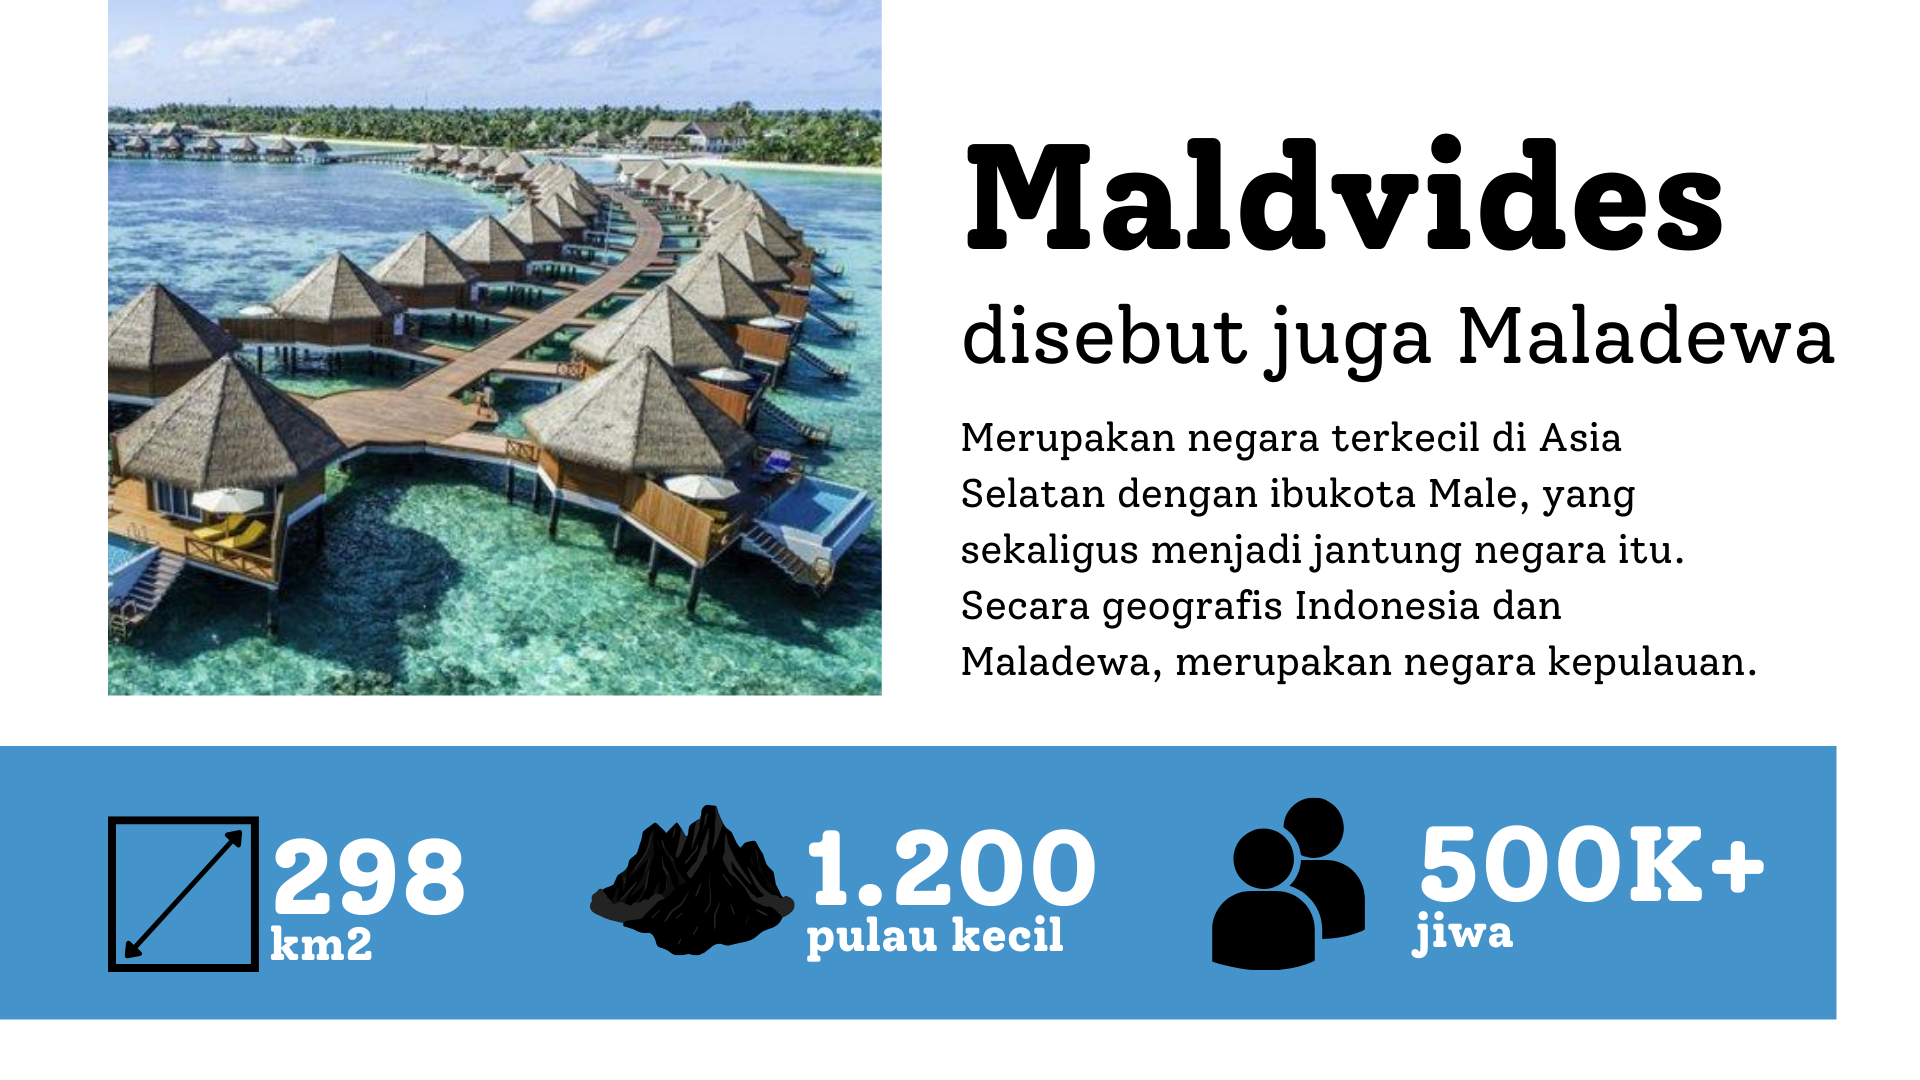 Maldvides
disebut juga Maladewa
Merupakan negara terkecil di Asia
Selatan dengan ibukota Male, yang
sekaligus menjadi jantung negara itu.
Secara geografis Indonesia dan
Maladewa, merupakan negara kepulauan.
298
km2
1.200
pulau kecil
500K+
jiwa